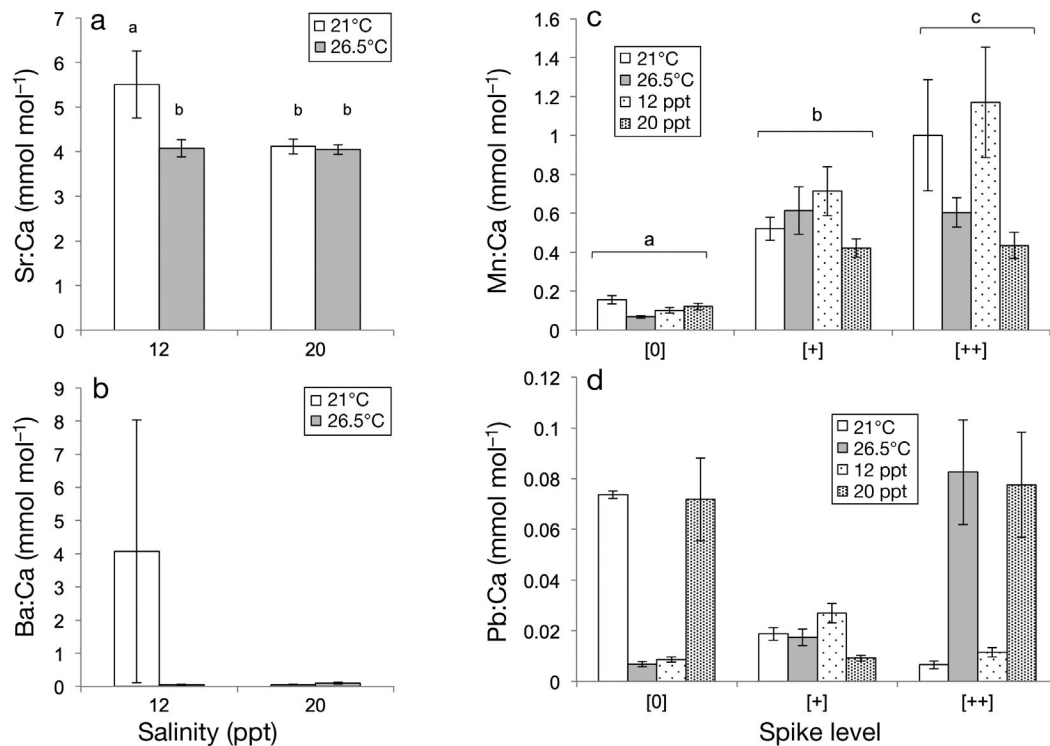 a
21°C
26.5°C
7
6
5
4
3
2
1
0
Sr:Ca (mmol mol⁻¹)
a
b
b
b
12
20
b
21°C
26.5°C
9
8
7
6
5
4
3
2
1
0
Ba:Ca (mmol mol⁻¹)
12
20
Salinity (ppt)
c
21°C
26.5°C
12 ppt
20 ppt
1.6
1.4
1.2
1
0.8
0.6
0.4
0.2
0
Mn:Ca (mmol mol⁻¹)
a
b
c
[0]
[+]
[++]
d
21°C
26.5°C
12 ppt
20 ppt
0.12
0.1
0.08
0.06
0.04
0.02
0
Pb:Ca (mmol mol⁻¹)
[0]
[+]
[++]
Spike level